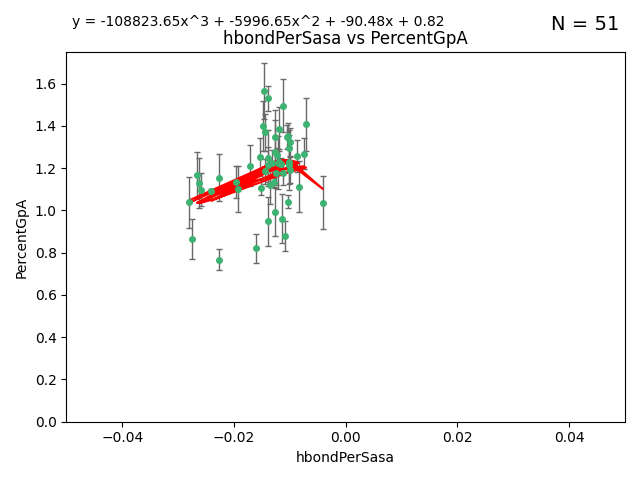 y = -108823.65x^3 + -5996.65x^2 + -90.48x + 0.82
N = 51
hbondPerSasa vs PercentGpA
PercentGpA
1.6
1.4
1.2
1.0
0.8
0.6
0.4
0.2
0.0
−0.04
−0.02
0.00
0.02
0.04
hbondPerSasa